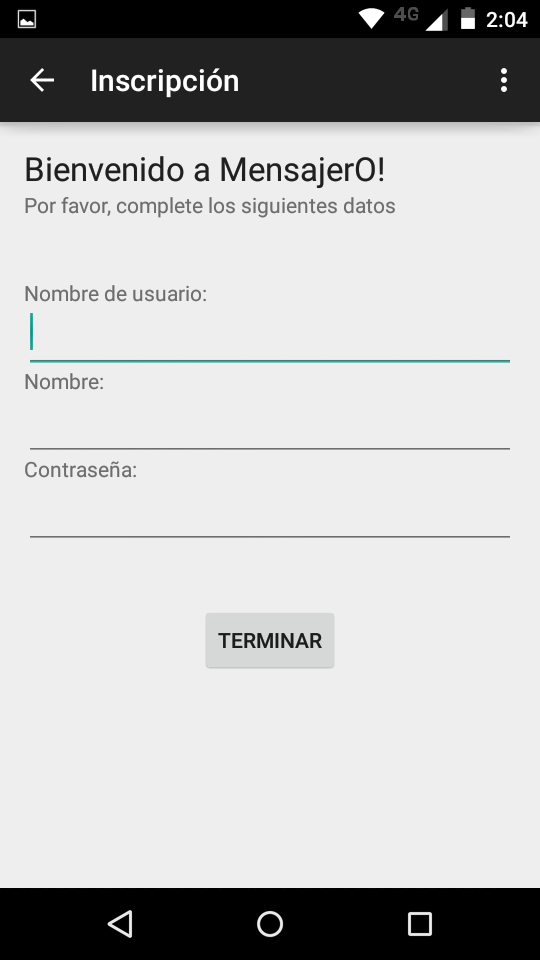 4G 2:04
Inscripción
Bienvenido a MensajerO!
Por favor, complete los siguientes datos
Nombre de usuario:
Nombre:
Contraseña:
TERMINAR